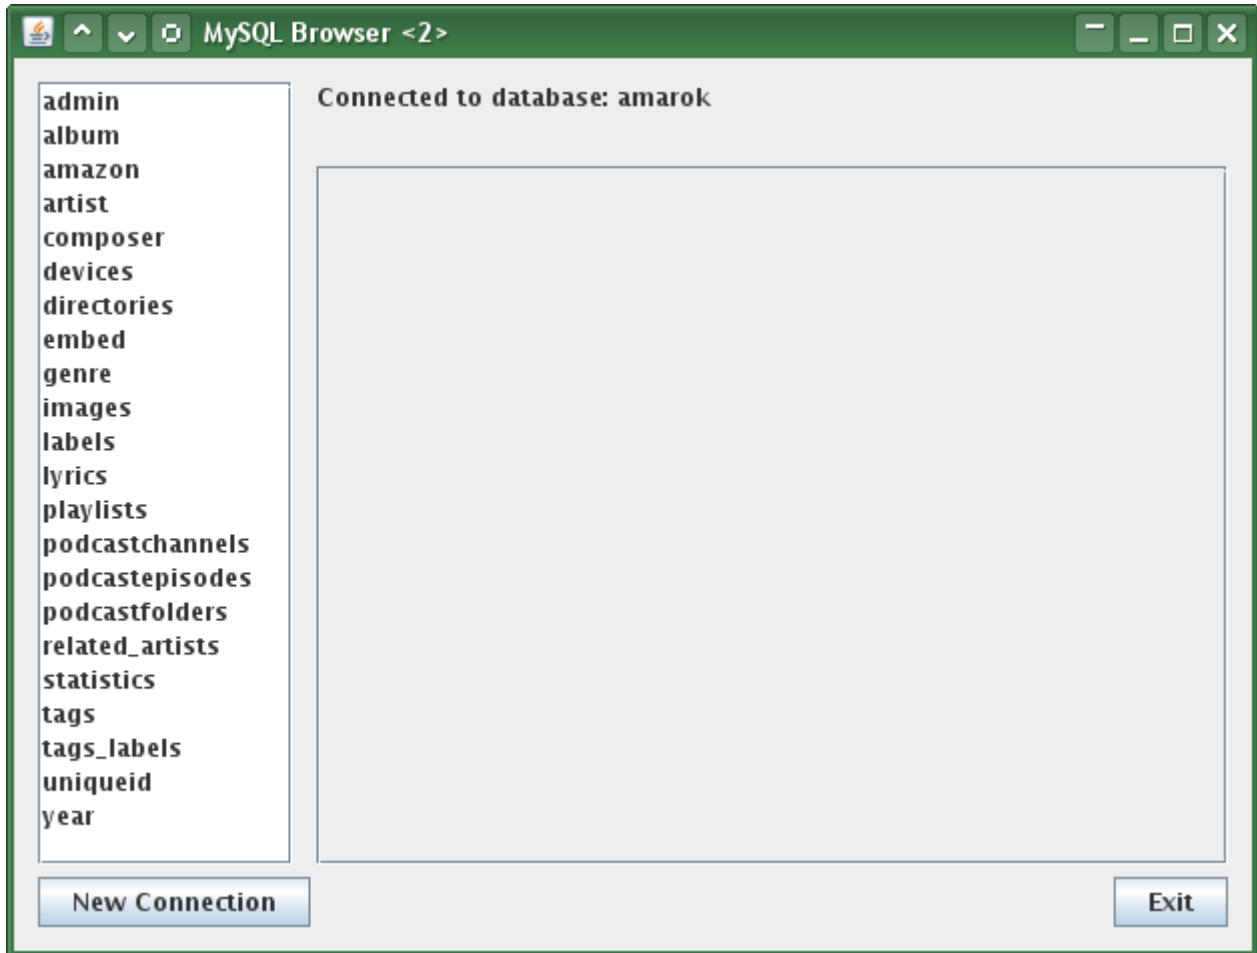 MySQL Browser <2>
Connected to database: amarok
admin
album
amazon
artist
composer
devices
directories
embed
genre
images
labels
lyrics
playlists
podcastchannels
podcastepisodes
podcastfolders
related_artists
statistics
tags
tags_labels
uniqueid
year
New Connection
Exit